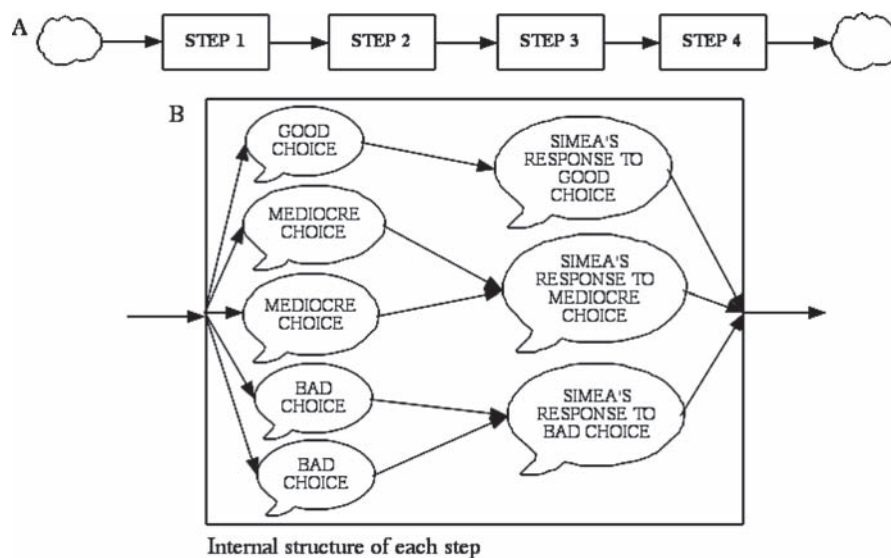 A
STEP 1
STEP 2
STEP 3
STEP 4
B
GOOD
CHOICE
MEDIOCRE
CHOICE
MEDIOCRE
CHOICE
BAD
CHOICE
BAD
CHOICE
SIMEA'S
RESPONSE TO
GOOD
CHOICE
SIMEA'S
RESPONSE TO
MEDIOCRE
CHOICE
SIMEA'S
RESPONSE TO
BAD CHOICE
Internal structure of each step